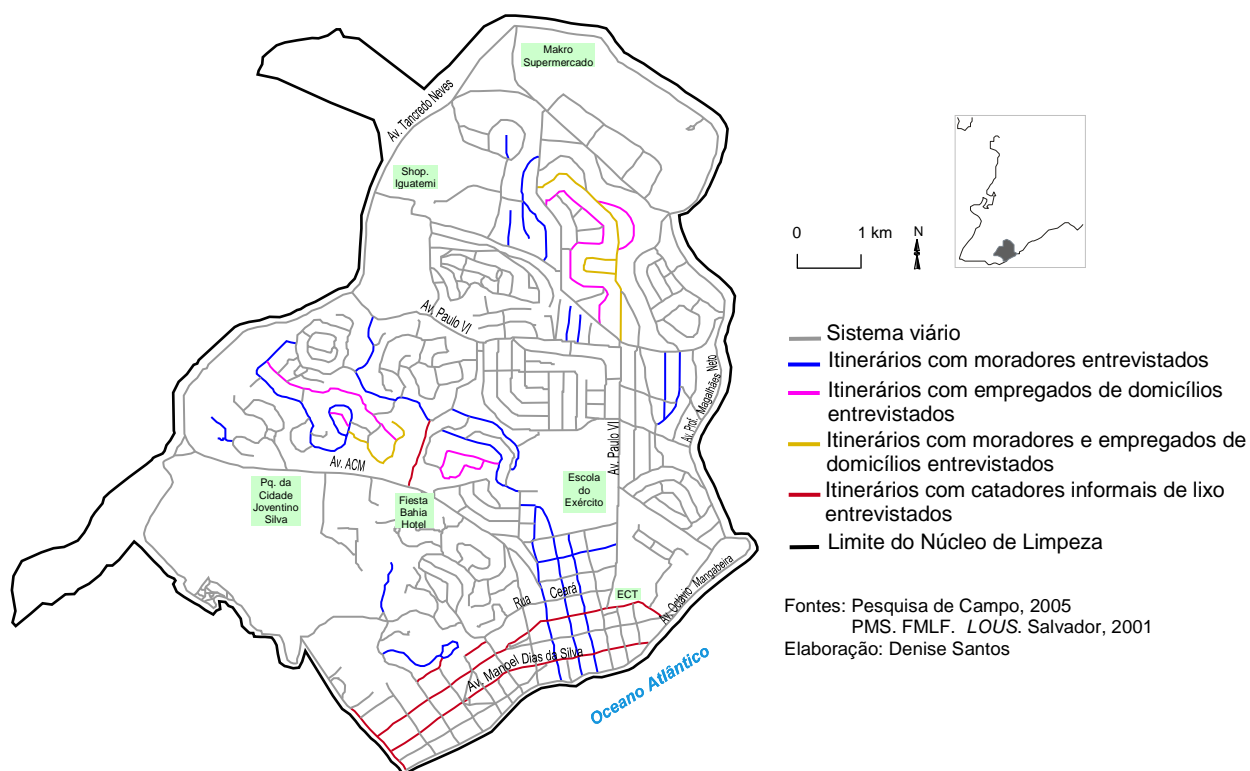 Makro
Supermercado
Av. Tancredo Neves
Shop.
Iguatemi
Av. Paulo VI
Av. Prof. Magalhães Neto
Av. Paulo VI
Av. ACM
Pq. da
Cidade
Joventino
Silva
Fiesta
Bahia
Hotel
Escola
do
Exército
Rua Ceará
ECT
Av. Octávio Mangabeira
Av. Manoel Dias da Silva
Oceano Atlântico
0 1 km
N
Sistema viário
Itinerários com moradores entrevistados
Itinerários com empregados de domicílios
entrevistados
Itinerários com moradores e empregados de
domicílios entrevistados
Itinerários com catadores informais de lixo
entrevistados
Limite do Núcleo de Limpeza
Fontes: Pesquisa de Campo, 2005
PMS. FMLF. LOUS. Salvador, 2001
Elaboração: Denise Santos